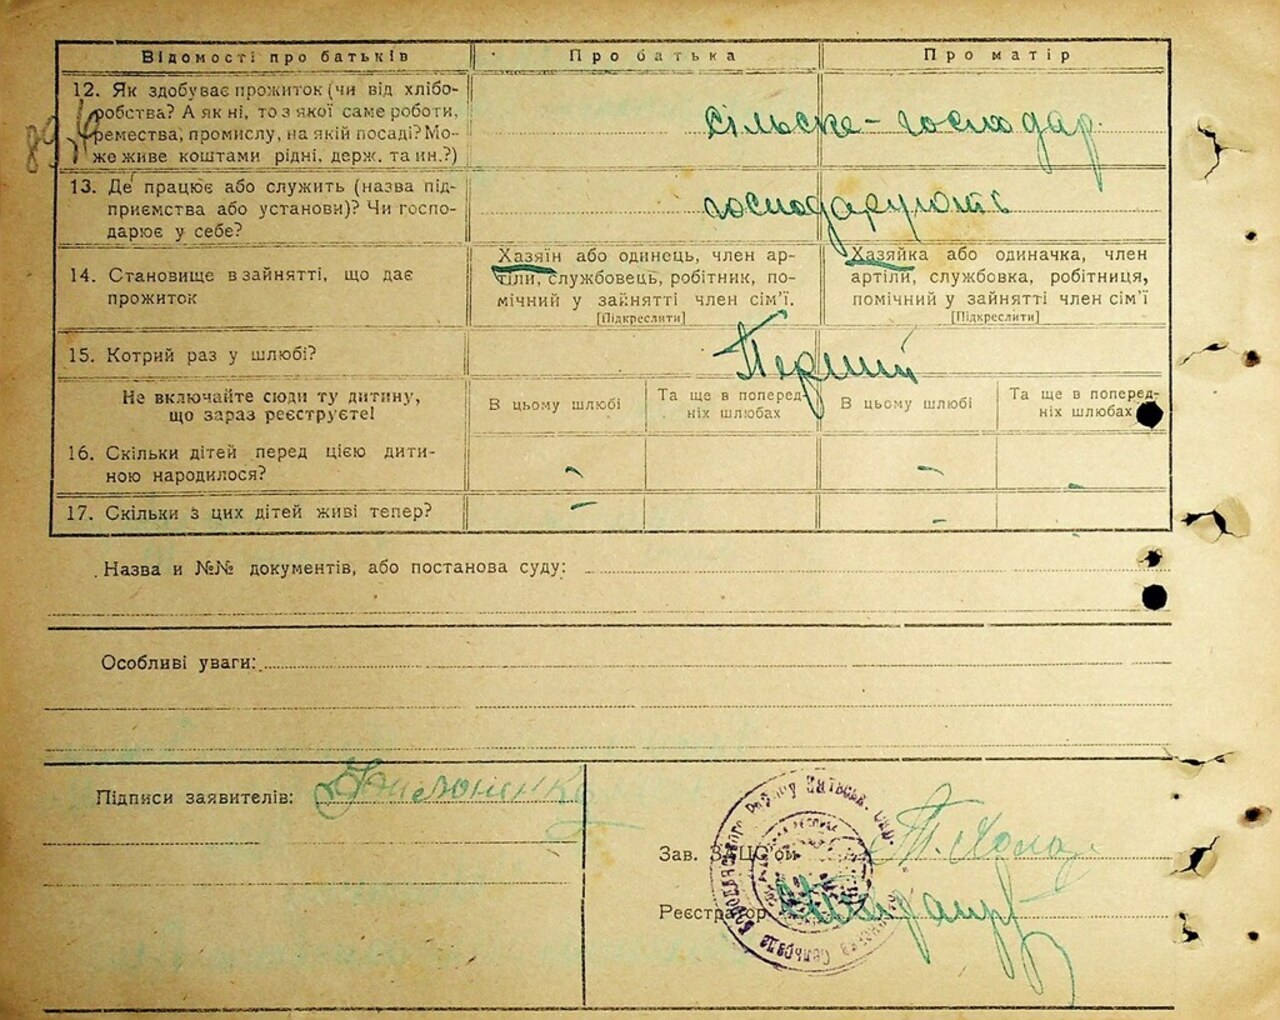 Відомості про батьків Про батька Про матір
12. Як здобуває прожиток (чи від хлібо-
робства? А як ні, то з якої саме роботи,
ремества, промислу, на якій посаді? Мо-
же живе коштами рідні, держ. та ин.?)
сільске-господар.
13. Де працює або служить (назва під-
приємства або установи)? Чи госпо-
дарює у себе?
господарують
14. Становище в зайнятті, що дає
прожиток
Хазяїн або одинець, член ар-
тіли, службовець, робітник, по-
мічний у зайнятті член сім’ї.
[Підкреслити]
Хазяйка або одиначка, член
артіли, службовка, робітниця,
помічний у зайнятті член сім’ї
[Підкреслити]
15. Котрий раз у шлюбі?
Перший
Не включайте сюди ту дитину,
що зараз реєструєте!
В цьому шлюбі
Та ще в поперед-
ніх шлюбах
В цьому шлюбі
Та ще в поперед-
ніх шлюбах
16. Скільки дітей перед цією дити-
ною народилося?
- - -
17. Скільки з цих дітей живі тепер?
- -
Назва и №№ документів, або постанова суду:
Особливі уваги:
Підписи заявителів:
Зав. ЗАЦС’ом
Реєстратор